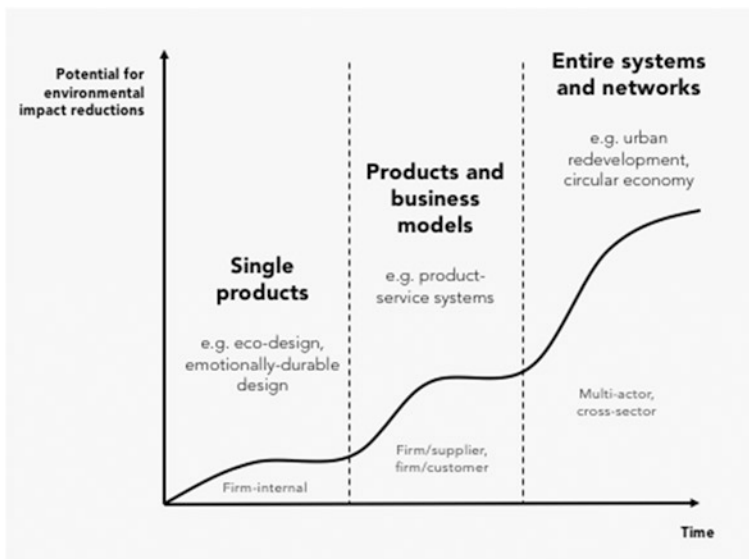 Potential for
environmental
impact reductions
Single
products
e.g. eco-design,
emotionally-durable
design
Firm-internal
Products and
business
models
e.g. product-
service systems
Firm/supplier,
firm/customer
Entire systems
and networks
e.g. urban
redevelopment,
circular economy
Multi-actor,
cross-sector
Time